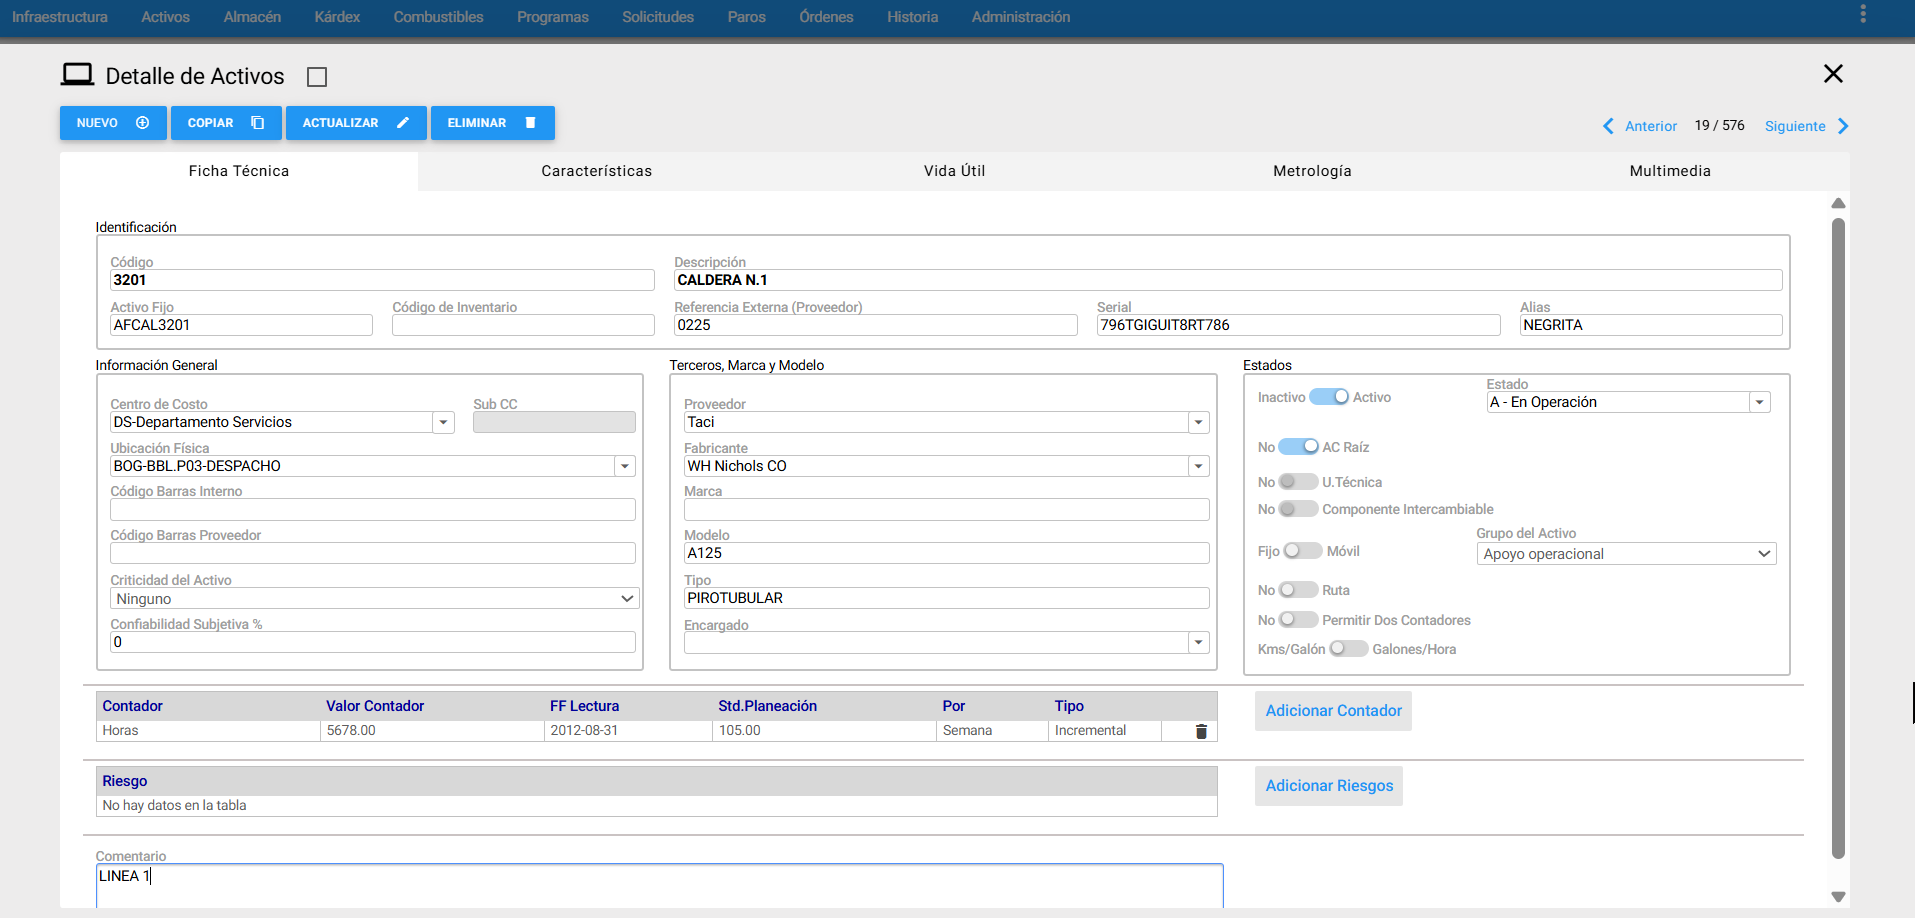 Infraestructura Activos Almacén Kárdex Combustibles Programas Solicitudes Paros Órdenes Historia Administración
Detalle de Activos
NUEVO COPIAR ACTUALIZAR ELIMINAR
Anterior 19 / 576 Siguiente
Ficha Técnica Características Vida Útil Metrología Multimedia
Identificación
Código Descripción
3201 CALDERA N.1
Activo Fijo Código de Inventario Referencia Externa (Proveedor) Serial Alias
AFCAL3201 0225 796TGIGUIT8RT786 NEGRITA
Información General
Centro de Costo Sub CC
DS-Departamento Servicios
Ubicación Física
BOG-BBL.P03-DESPACHO
Código Barras Interno
Código Barras Proveedor
Criticidad del Activo
Ninguno
Confiabilidad Subjetiva %
0
Terceros, Marca y Modelo
Proveedor
Taci
Fabricante
WH Nichols CO
Marca
Modelo
A125
Tipo
PIROTUBULAR
Encargado
Estados
Inactivo Activo
Estado
A - En Operación
No AC Raíz
No U.Técnica
No Componente Intercambiable
Fijo Móvil
Grupo del Activo
Apoyo operacional
No Ruta
No Permitir Dos Contadores
Kms/Galón Galones/Hora
Contador Valor Contador FF Lectura Std.Planeación Por Tipo
Horas 5678.00 2012-08-31 105.00 Semana Incremental
Adicionar Contador
Riesgo
No hay datos en la tabla
Adicionar Riesgos
Comentario
LINEA 1